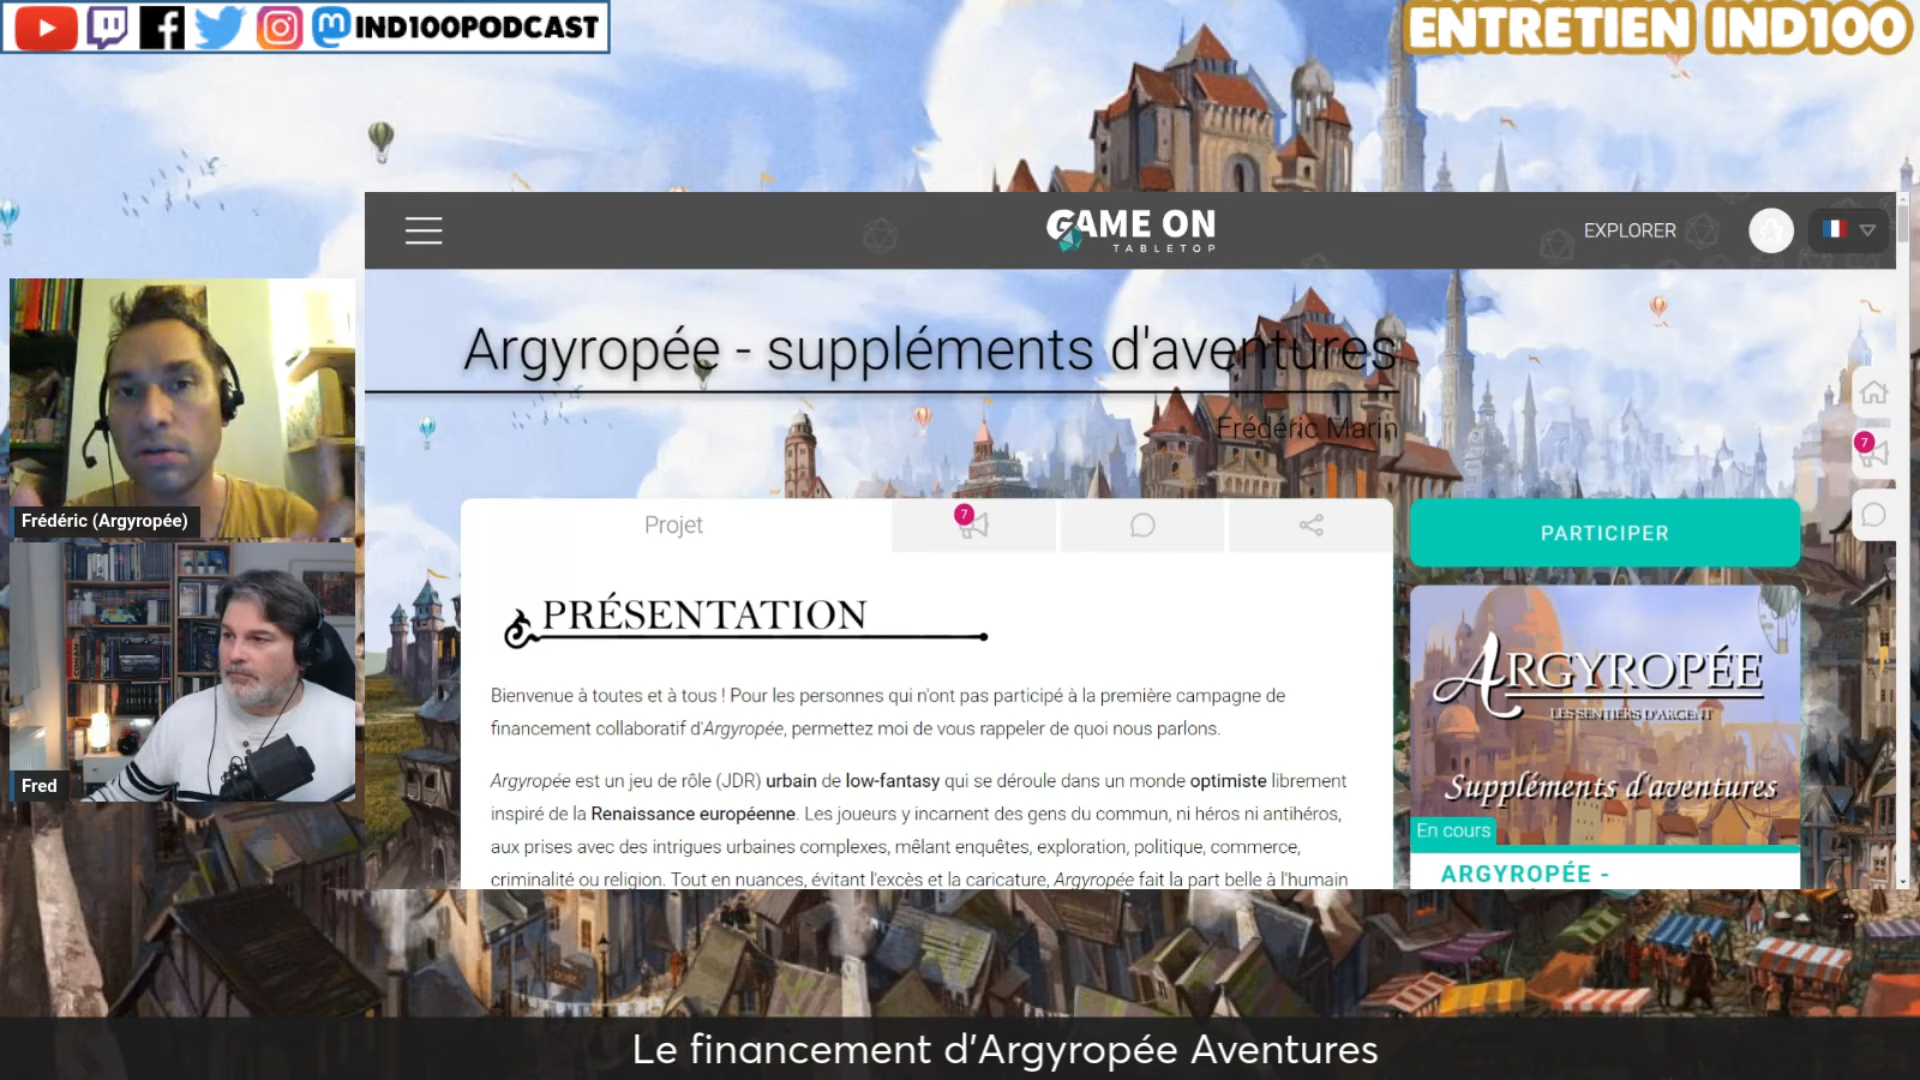 IND100PODCAST
ENTRETIEN IND100
GAME ON
TABLETOP
EXPLORER
Argyropée - suppléments d'aventures
Frédéric Marin
7
Projet
7
PARTICIPER
PRÉSENTATION
Bienvenue à toutes et à tous ! Pour les personnes qui n'ont pas participé à la première campagne de
financement collaboratif d'Argyropée, permettez moi de vous rappeler de quoi nous parlons.
Argyropée est un jeu de rôle (JDR) urbain de low-fantasy qui se déroule dans un monde optimiste librement
inspiré de la Renaissance européenne. Les joueurs y incarnent des gens du commun, ni héros ni antihéros,
aux prises avec des intrigues urbaines complexes, mêlant enquêtes, exploration, politique, commerce,
criminalité ou religion. Tout en nuances, évitant l'excès et la caricature, Argyropée fait la part belle à l'humain
ARGYROPÉE
LES SENTIERS D'ARGENT
Suppléments d'aventures
En cours
ARGYROPÉE -
Frédéric (Argyropée)
Fred
Le financement d'Argyropée Aventures